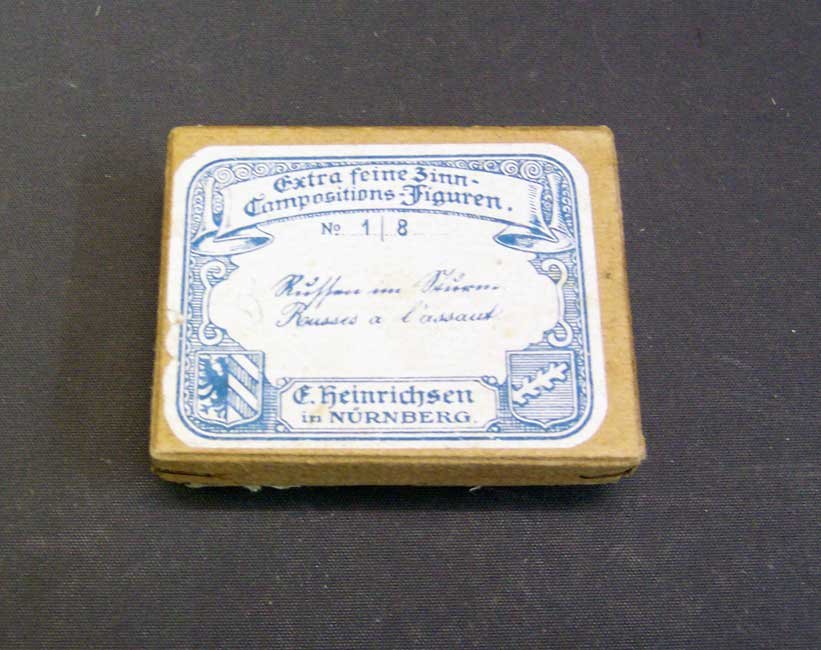 Extra feine Zinn-
Compositions-Figuren.
No 1/8
Russen im Sturm
Russes a l'assaut
E. Heinrichsen
in NÜRNBERG.